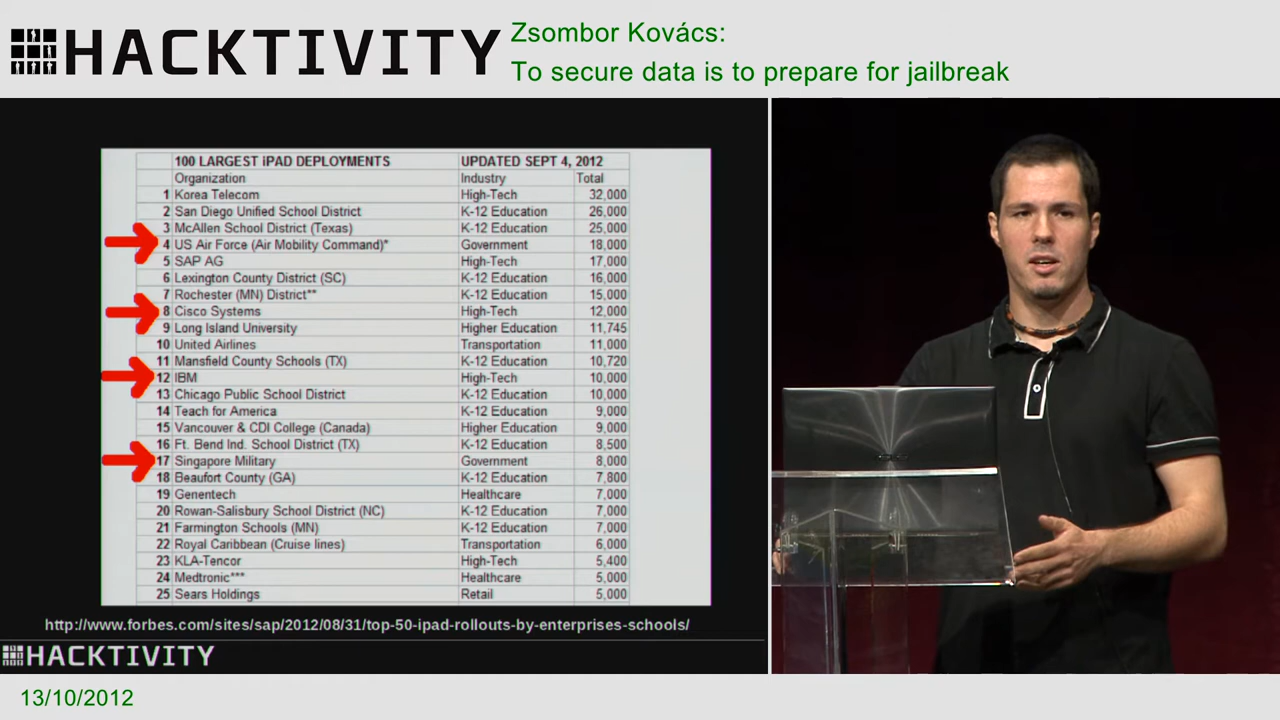 HACKTIVITY
Zsombor Kovács:
To secure data is to prepare for jailbreak
100 LARGEST iPAD DEPLOYMENTS UPDATED SEPT 4, 2012
Organization Industry Total
1 Korea Telecom High-Tech 32,000
2 San Diego Unified School District K-12 Education 26,000
3 McAllen School District (Texas) K-12 Education 25,000
4 US Air Force (Air Mobility Command)* Government 18,000
5 SAP AG High-Tech 17,000
6 Lexington County District (SC) K-12 Education 16,000
7 Rochester (MN) District** K-12 Education 15,000
8 Cisco Systems High-Tech 12,000
9 Long Island University Higher Education 11,745
10 United Airlines Transportation 11,000
11 Mansfield County Schools (TX) K-12 Education 10,720
12 IBM High-Tech 10,000
13 Chicago Public School District K-12 Education 10,000
14 Teach for America K-12 Education 9,000
15 Vancouver & CDI College (Canada) Higher Education 9,000
16 Ft. Bend Ind. School District (TX) K-12 Education 8,500
17 Singapore Military Government 8,000
18 Beaufort County (GA) K-12 Education 7,800
19 Genentech Healthcare 7,000
20 Rowan-Salisbury School District (NC) K-12 Education 7,000
21 Farmington Schools (MN) K-12 Education 7,000
22 Royal Caribbean (Cruise lines) Transportation 6,000
23 KLA-Tencor High-Tech 5,400
24 Medtronic*** Healthcare 5,000
25 Sears Holdings Retail 5,000
http://www.forbes.com/sites/sap/2012/08/31/top-50-ipad-rollouts-by-enterprises-schools/
HACKTIVITY
13/10/2012